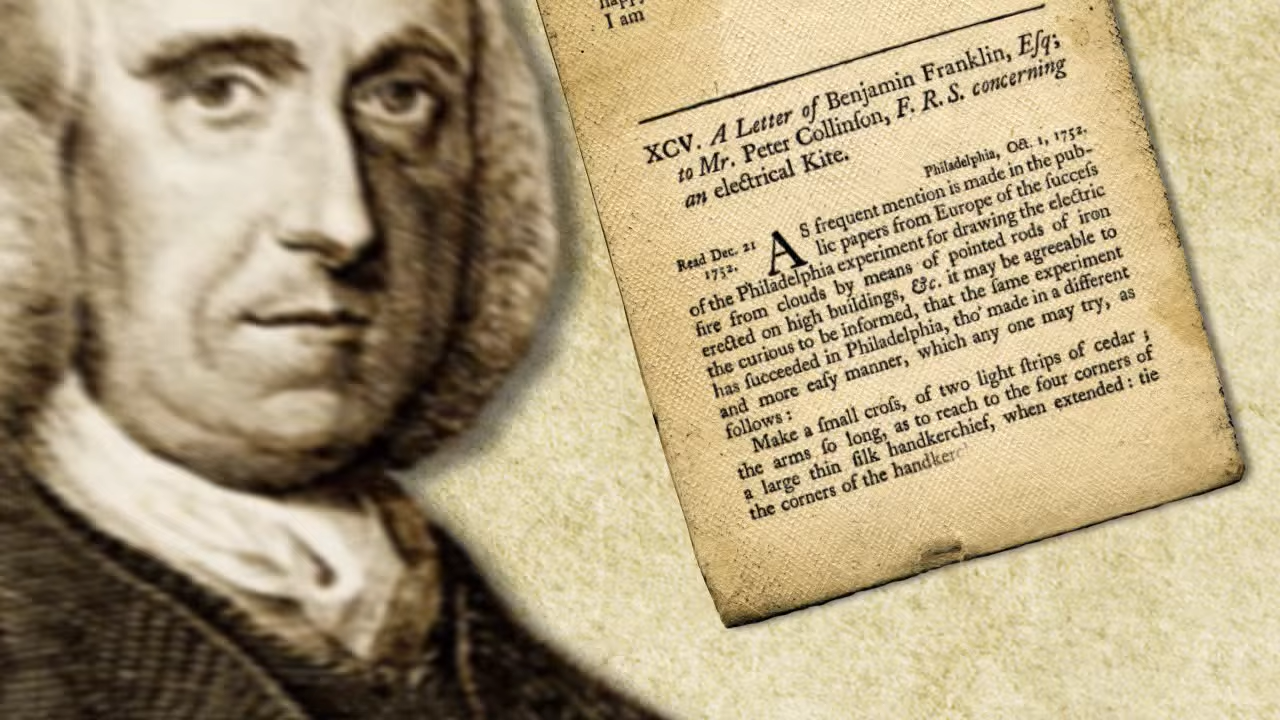 happy
I am
XCV. A Letter of Benjamin Franklin, Eſq;
to Mr. Peter Collinſon, F. R. S. concerning
an electrical Kite.
Philadelphia, Oct. 1, 1752.
Read Dec. 21
1752.
AS frequent mention is made in the pub-
lic papers from Europe of the ſucceſs
of the Philadelphia experiment for drawing the electric
fire from clouds by means of pointed rods of iron
erected on high buildings, &c. it may be agreeable to
the curious to be informed, that the ſame experiment
has ſucceeded in Philadelphia, tho' made in a different
and more eaſy manner, which any one may try, as
follows:
Make a ſmall croſs, of two light ſtrips of cedar;
the arms ſo long, as to reach to the four corners of
a large thin ſilk handkerchief, when extended: tie
the corners of the handkerc